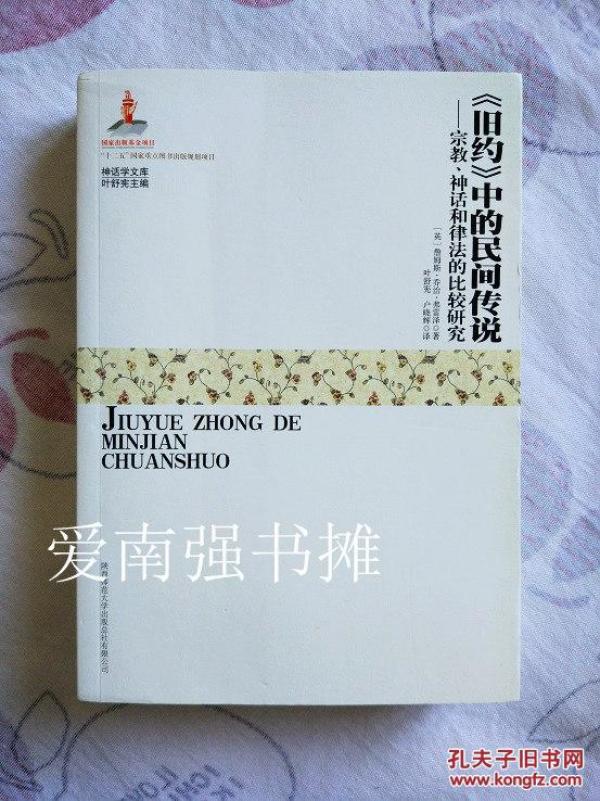 国家出版基金项目
“十二五”国家重点图书出版规划项目
神话学文库
叶舒宪主编
《旧约》中的民间传说
——宗教、神话和律法的比较研究
［英］詹姆斯·乔治·弗雷泽◎著
叶舒宪 户晓辉◎译
JIUYUE ZHONG DE
MINJIAN
CHUANSHUO
爱南强书摊
陕西师范大学出版总社有限公司
孔夫子旧书网
www.kongfz.com